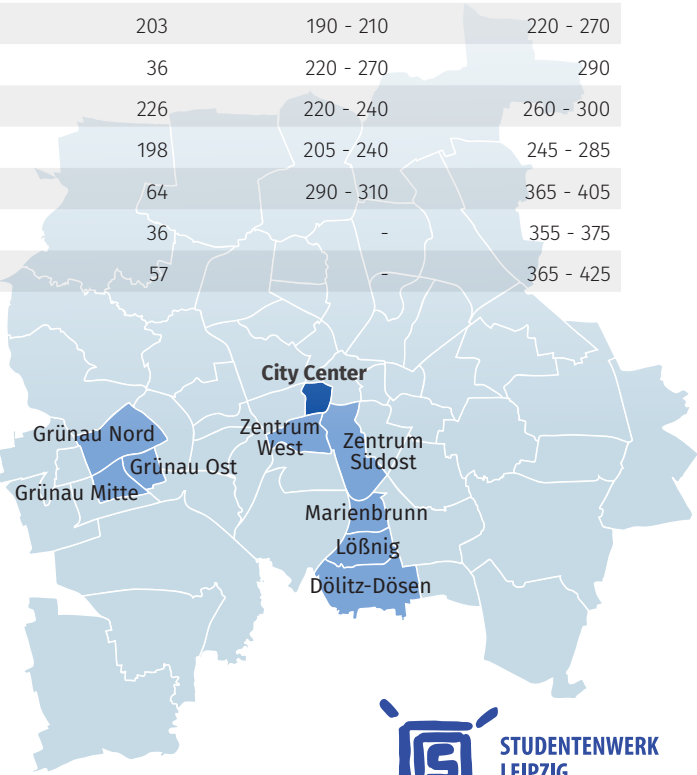 203 190 - 210 220 - 270
36 220 - 270 290
226 220 - 240 260 - 300
198 205 - 240 245 - 285
64 290 - 310 365 - 405
36 - 355 - 375
57 - 365 - 425
City Center
Grünau Nord
Zentrum
West
Zentrum
Südost
Grünau Ost
Grünau Mitte
Marienbrunn
Lößnig
Dölitz-Dösen
STUDENTENWERK
LEIPZIG